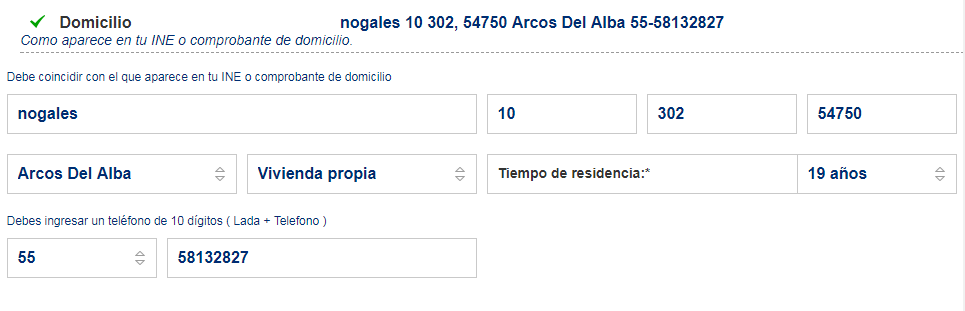 Domicilio nogales 10 302, 54750 Arcos Del Alba 55-58132827
Como aparece en tu INE o comprobante de domicilio.
Debe coincidir con el que aparece en tu INE o comprobante de domicilio
nogales 10 302 54750
Arcos Del Alba Vivienda propia Tiempo de residencia:* 19 años
Debes ingresar un teléfono de 10 dígitos ( Lada + Telefono )
55 58132827